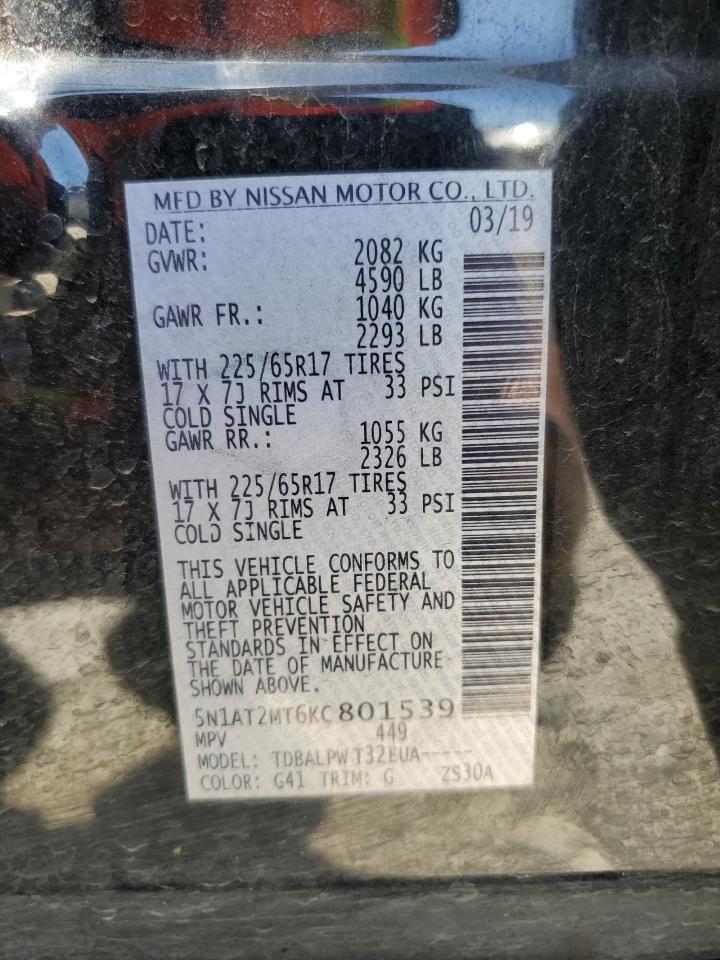 MFD BY NISSAN MOTOR CO., LTD.
DATE: 03/19
GVWR: 2082 KG
4590 LB
GAWR FR.: 1040 KG
2293 LB
WITH 225/65R17 TIRES
17 X 7J RIMS AT 33 PSI
COLD SINGLE
GAWR RR.: 1055 KG
2326 LB
WITH 225/65R17 TIRES
17 X 7J RIMS AT 33 PSI
COLD SINGLE
THIS VEHICLE CONFORMS TO
ALL APPLICABLE FEDERAL
MOTOR VEHICLE SAFETY AND
THEFT PREVENTION
STANDARDS IN EFFECT ON
THE DATE OF MANUFACTURE
SHOWN ABOVE.
5N1AT2MT6KC801539
MPV 449
MODEL: TDBALPW T32EUA-----
COLOR: G41 TRIM: G ZS30A